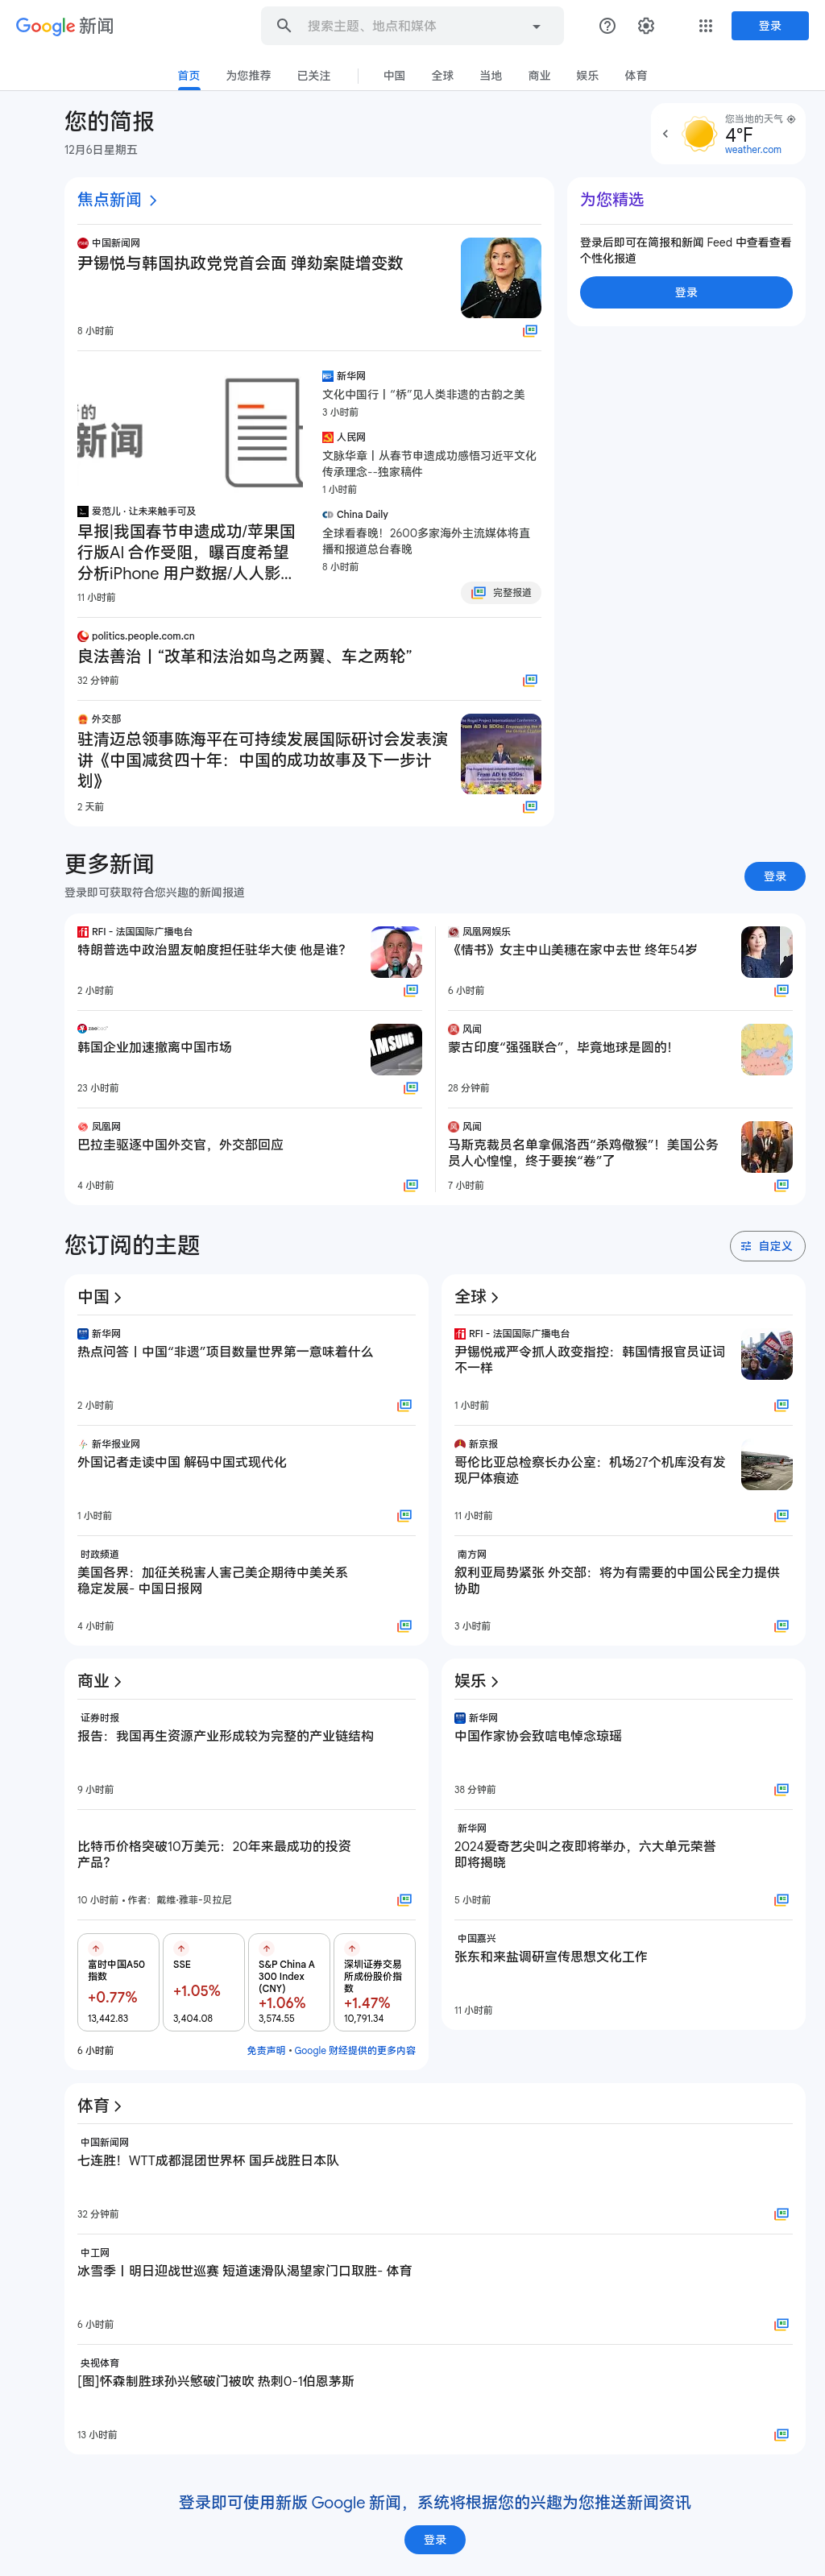 Google 新闻
搜索主题、地点和媒体
登录
首页
为您推荐
已关注
中国
全球
当地
商业
娱乐
体育
您的简报
12月6日星期五
您当地的天气
4°F
weather.com
焦点新闻
中国新闻网
尹锡悦与韩国执政党党首会面 弹劾案陡增变数
8 小时前
为您精选
登录后即可在简报和新闻 Feed 中查看查看
个性化报道
登录
的
新闻
爱范儿 · 让未来触手可及
早报|我国春节申遗成功/苹果国
行版AI 合作受阻，曝百度希望
分析iPhone 用户数据/人人影...
11 小时前
新华网
文化中国行丨“桥”见人类非遗的古韵之美
3 小时前
人民网
文脉华章丨从春节申遗成功感悟习近平文化
传承理念--独家稿件
1 小时前
China Daily
全球看春晚！2600多家海外主流媒体将直
播和报道总台春晚
8 小时前
完整报道
politics.people.com.cn
良法善治丨“改革和法治如鸟之两翼、车之两轮”
32 分钟前
外交部
驻清迈总领事陈海平在可持续发展国际研讨会发表演
讲《中国减贫四十年：中国的成功故事及下一步计
划》
2 天前
From AD to SDGs:
更多新闻
登录即可获取符合您兴趣的新闻报道
登录
RFI - 法国国际广播电台
特朗普选中政治盟友帕度担任驻华大使 他是谁？
2 小时前
凤凰网娱乐
《情书》女主中山美穗在家中去世 终年54岁
6 小时前
韩国企业加速撤离中国市场
23 小时前
AMSUNG
风闻
蒙古印度“强强联合”，毕竟地球是圆的！
28 分钟前
凤凰网
巴拉圭驱逐中国外交官，外交部回应
4 小时前
风闻
马斯克裁员名单拿佩洛西“杀鸡儆猴”！美国公务
员人心惶惶，终于要挨“卷”了
7 小时前
您订阅的主题
自定义
中国
新华网
热点问答丨中国“非遗”项目数量世界第一意味着什么
2 小时前
新华报业网
外国记者走读中国 解码中国式现代化
1 小时前
时政频道
美国各界：加征关税害人害己美企期待中美关系
稳定发展- 中国日报网
4 小时前
全球
RFI - 法国国际广播电台
尹锡悦戒严令抓人政变指控：韩国情报官员证词
不一样
1 小时前
新京报
哥伦比亚总检察长办公室：机场27个机库没有发
现尸体痕迹
11 小时前
南方网
叙利亚局势紧张 外交部：将为有需要的中国公民全力提供
协助
3 小时前
商业
证券时报
报告：我国再生资源产业形成较为完整的产业链结构
9 小时前
比特币价格突破10万美元：20年来最成功的投资
产品？
10 小时前 • 作者：戴维·雅菲-贝拉尼
富时中国A50
指数
+0.77%
13,442.83
SSE
+1.05%
3,404.08
S&P China A
300 Index
(CNY)
+1.06%
3,574.55
深圳证券交易
所成份股价指
数
+1.47%
10,791.34
6 小时前
免责声明 • Google 财经提供的更多内容
娱乐
新华网
中国作家协会致唁电悼念琼瑶
38 分钟前
新华网
2024爱奇艺尖叫之夜即将举办，六大单元荣誉
即将揭晓
5 小时前
中国嘉兴
张东和来盐调研宣传思想文化工作
11 小时前
体育
中国新闻网
七连胜！WTT成都混团世界杯 国乒战胜日本队
32 分钟前
中工网
冰雪季丨明日迎战世巡赛 短道速滑队渴望家门口取胜- 体育
6 小时前
央视体育
[图]怀森制胜球孙兴慜破门被吹 热刺0-1伯恩茅斯
13 小时前
登录即可使用新版 Google 新闻，系统将根据您的兴趣为您推送新闻资讯
登录